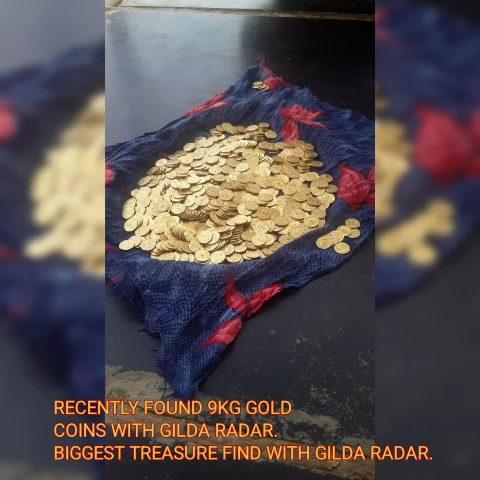 RECENTLY FOUND 9KG GOLD
COINS WITH GILDA RADAR.
BIGGEST TREASURE FIND WITH GILDA RADAR.